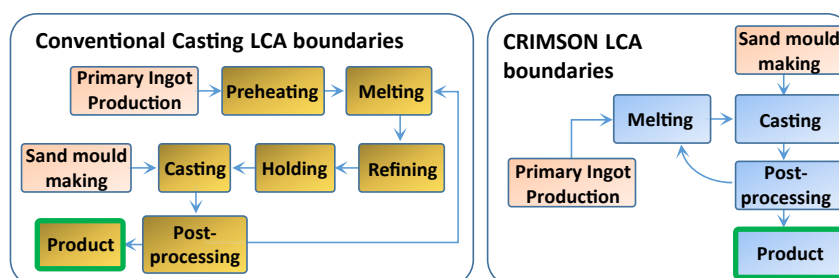 Conventional Casting LCA boundaries
Primary Ingot
Production
Preheating
Melting
Sand mould
making
Casting
Holding
Refining
Product
Post-
processing
CRIMSON LCA
boundaries
Sand mould
making
Melting
Casting
Primary Ingot
Production
Post-
processing
Product